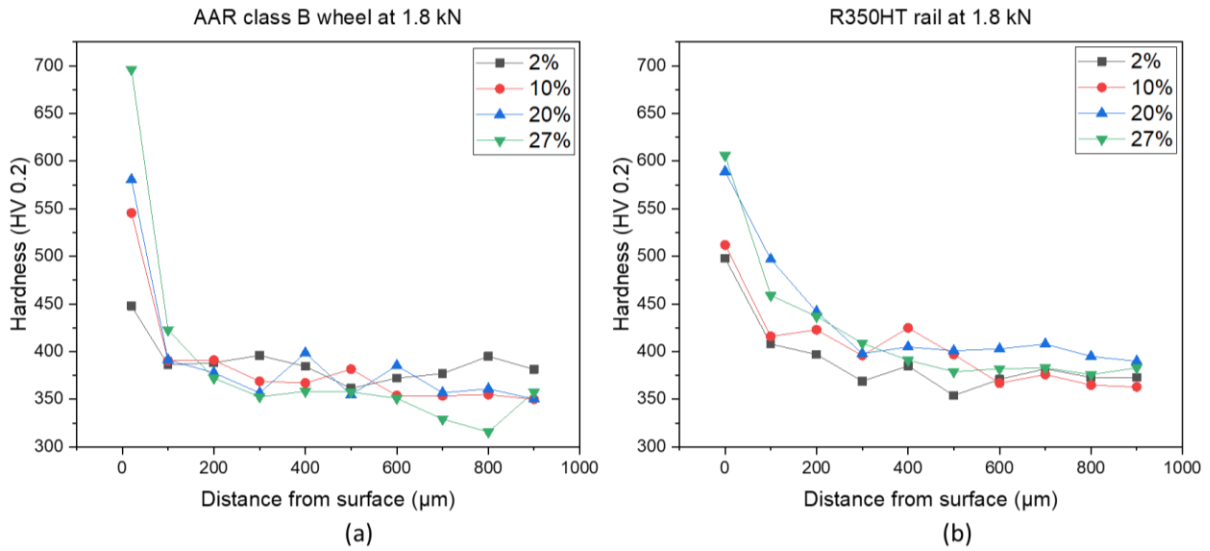 AAR class B wheel at 1.8 kN
700
650
600
550
500
450
400
350
300
Hardness (HV 0.2)
2%
10%
20%
27%
0 200 400 600 800 1000
Distance from surface (µm)
(a)
R350HT rail at 1.8 kN
700
650
600
550
500
450
400
350
300
Hardness (HV 0.2)
2%
10%
20%
27%
0 200 400 600 800 1000
Distance from surface (µm)
(b)